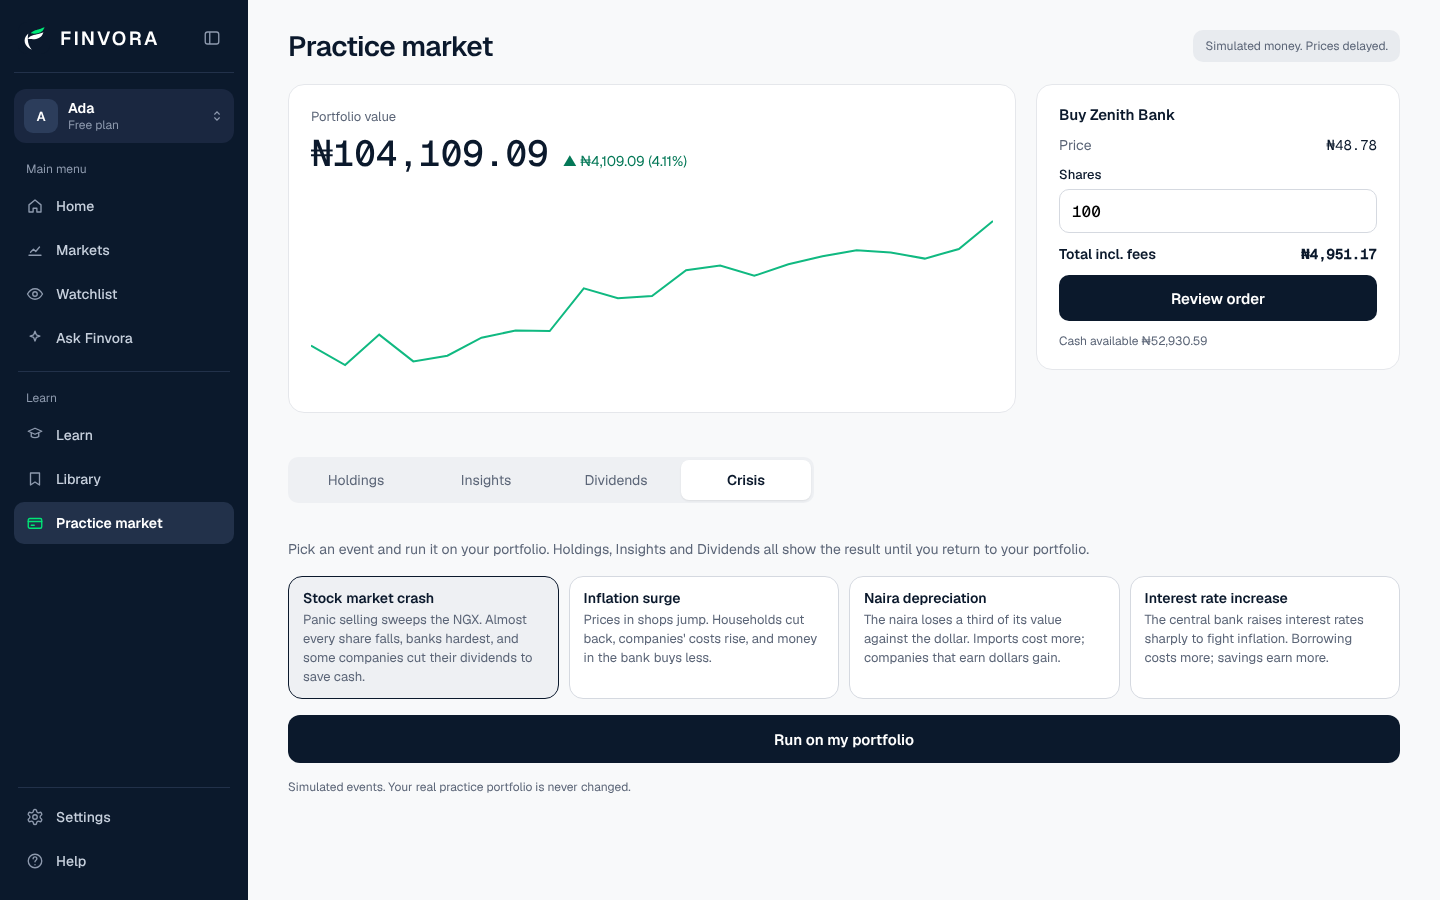 FINVORA
A
Ada
Free plan
Main menu
Home
Markets
Watchlist
Ask Finvora
Learn
Learn
Library
Practice market
Settings
Help
Practice market
Simulated money. Prices delayed.
Portfolio value
₦104,109.09 ▲ ₦4,109.09 (4.11%)
Buy Zenith Bank
Price ₦48.78
Shares
100
Total incl. fees ₦4,951.17
Review order
Cash available ₦52,930.59
Holdings Insights Dividends Crisis
Pick an event and run it on your portfolio. Holdings, Insights and Dividends all show the result until you return to your portfolio.
Stock market crash
Panic selling sweeps the NGX. Almost
every share falls, banks hardest, and
some companies cut their dividends to
save cash.
Inflation surge
Prices in shops jump. Households cut
back, companies' costs rise, and money
in the bank buys less.
Naira depreciation
The naira loses a third of its value
against the dollar. Imports cost more;
companies that earn dollars gain.
Interest rate increase
The central bank raises interest rates
sharply to fight inflation. Borrowing
costs more; savings earn more.
Run on my portfolio
Simulated events. Your real practice portfolio is never changed.